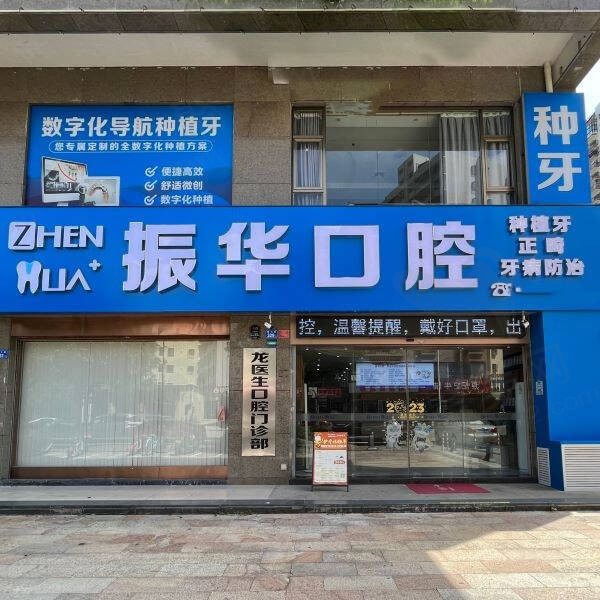 数字化导航种植牙
您专属定制的全数字化种植方案
✓ 便捷高效
✓ 舒适微创
✓ 数字化种植
种牙
ZHEN
HUA+
振华口腔
种植牙
正畸
牙病防治
控，温馨提醒，戴好口罩，出
龙医生口腔门诊部
2023